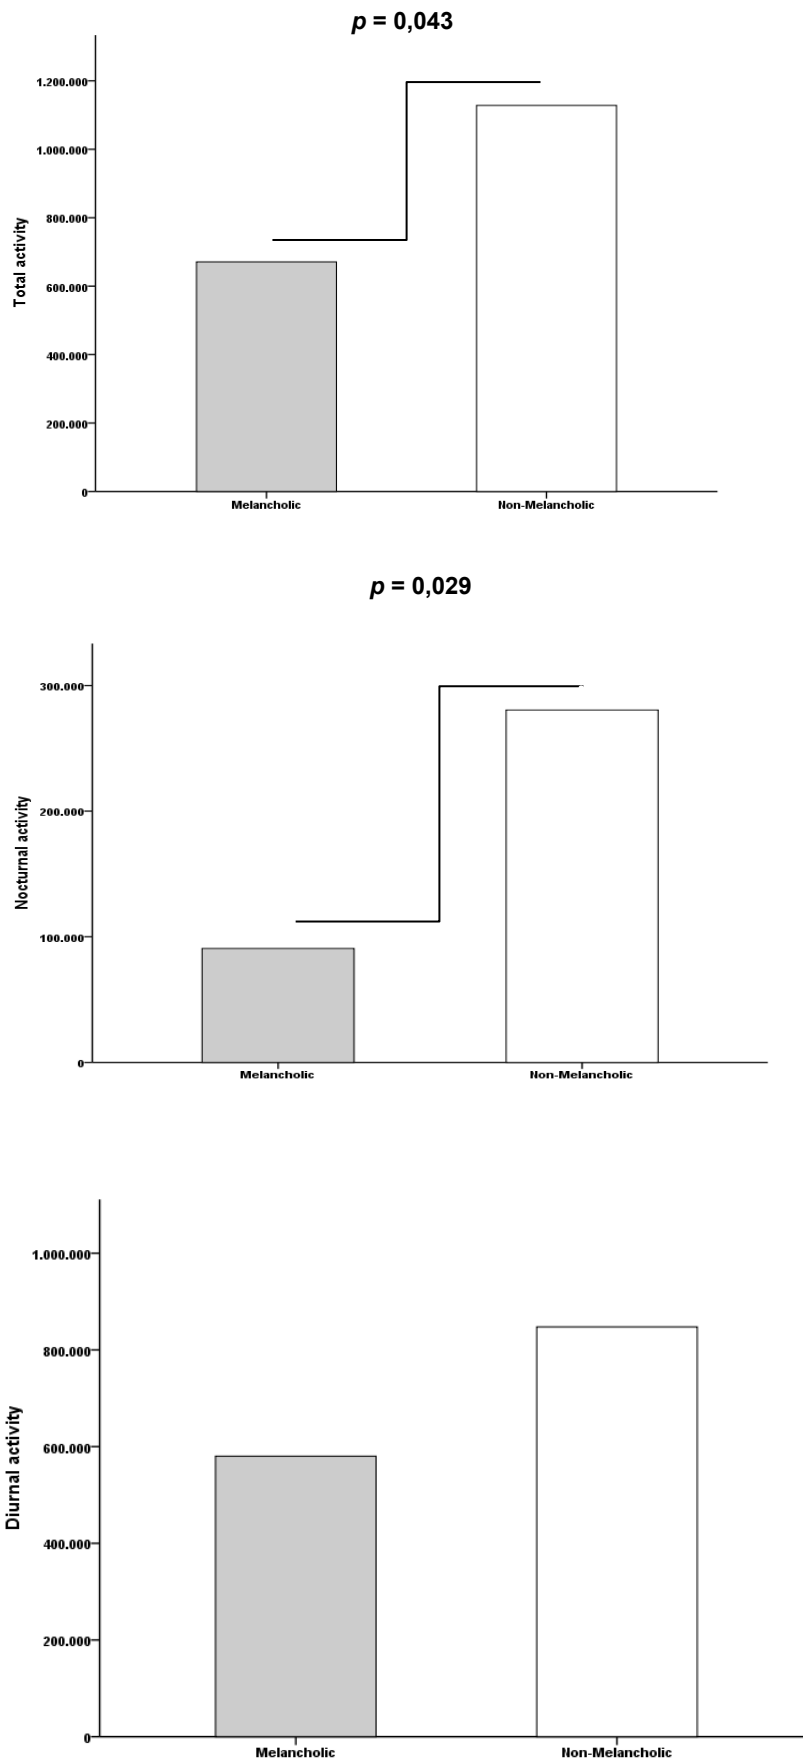 p = 0,043
1.200.000
1.000.000
800.000
600.000
400.000
200.000
0
Total activity
Melancholic Non-Melancholic
p = 0,029
300.000
200.000
100.000
0
Nocturnal activity
Melancholic Non-Melancholic
1.000.000
800.000
600.000
400.000
200.000
0
Diurnal activity
Melancholic Non-Melancholic